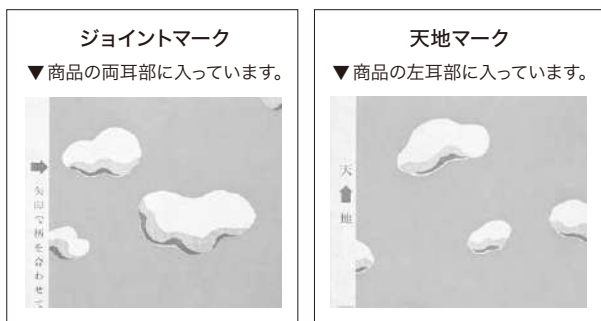 ジョイントマーク
▼商品の両耳部に入っています。
矢印で柄を合わせて
天地マーク
▼商品の左耳部に入っています。
天
地